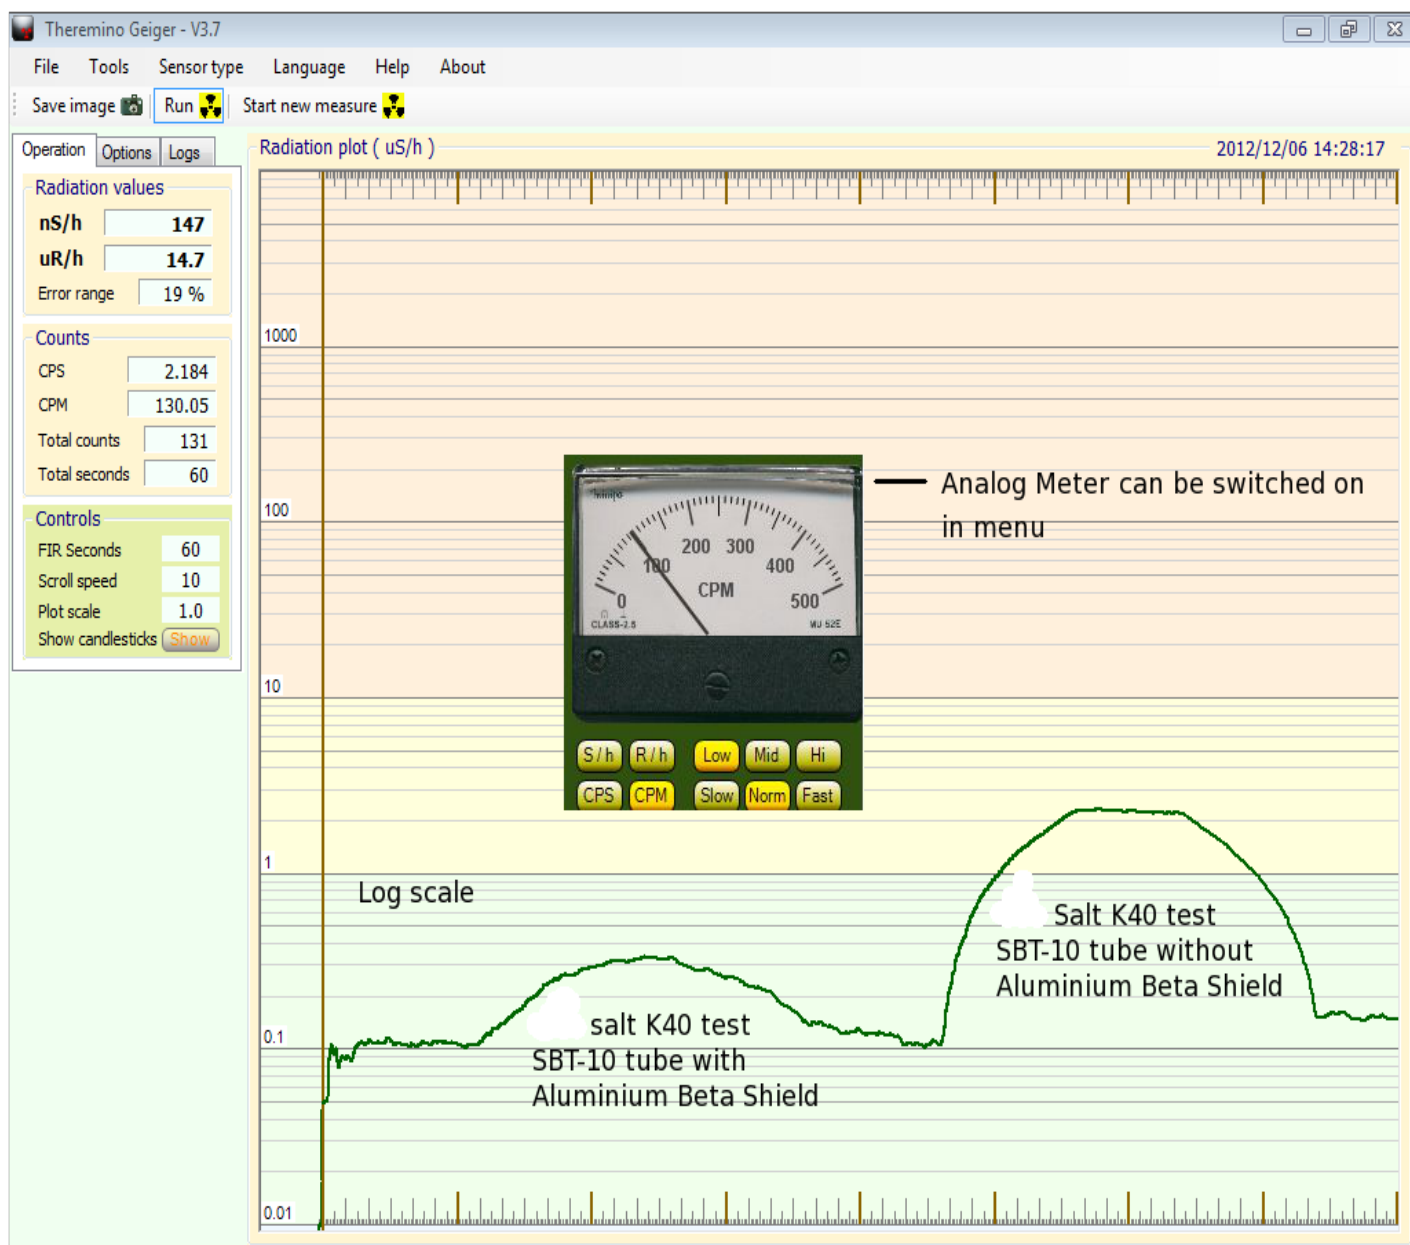 Theremino Geiger - V3.7
File Tools Sensor type Language Help About
Save image Run Start new measure
Operation Options Logs
Radiation values
nS/h 147
uR/h 14.7
Error range 19 %
Counts
CPS 2.184
CPM 130.05
Total counts 131
Total seconds 60
Controls
FIR Seconds 60
Scroll speed 10
Plot scale 1.0
Show candlesticks Show
Radiation plot ( uS/h )
2012/12/06 14:28:17
1000
100
10
1
0.1
0.01
Analog Meter can be switched on
in menu
0 100 200 300 400 500
CPM
CLASS-2.5
MU 52E
S / h R / h Low Mid Hi
CPS CPM Slow Norm Fast
Log scale
salt K40 test
SBT-10 tube with
Aluminium Beta Shield
Salt K40 test
SBT-10 tube without
Aluminium Beta Shield